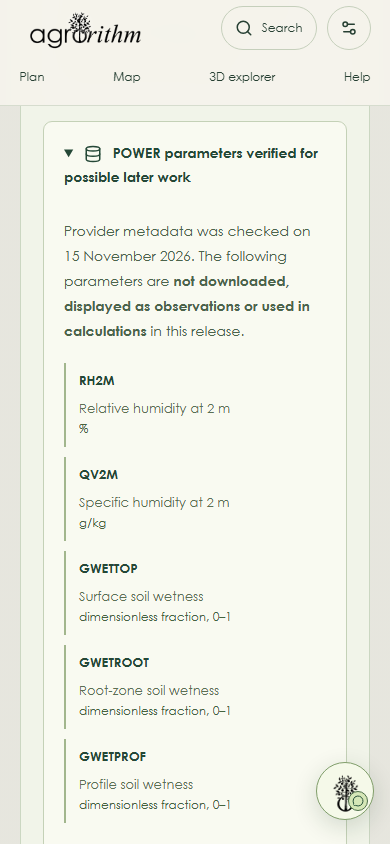 agrorithm
Search
Plan
Map
3D explorer
Help
POWER parameters verified for
possible later work
Provider metadata was checked on
15 November 2026. The following
parameters are not downloaded,
displayed as observations or used in
calculations in this release.
RH2M
Relative humidity at 2 m
%
QV2M
Specific humidity at 2 m
g/kg
GWETTOP
Surface soil wetness
dimensionless fraction, 0–1
GWETROOT
Root-zone soil wetness
dimensionless fraction, 0–1
GWETPROF
Profile soil wetness
dimensionless fraction, 0–1